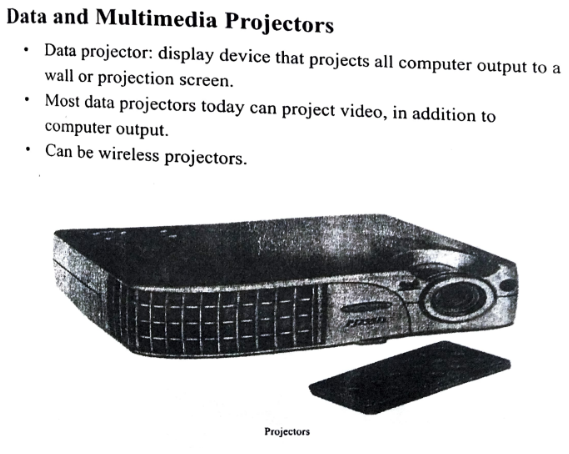 Data and Multimedia Projectors
• Data projector: display device that projects all computer output to a
wall or projection screen.
• Most data projectors today can project video, in addition to
computer output.
• Can be wireless projectors.
Projectors